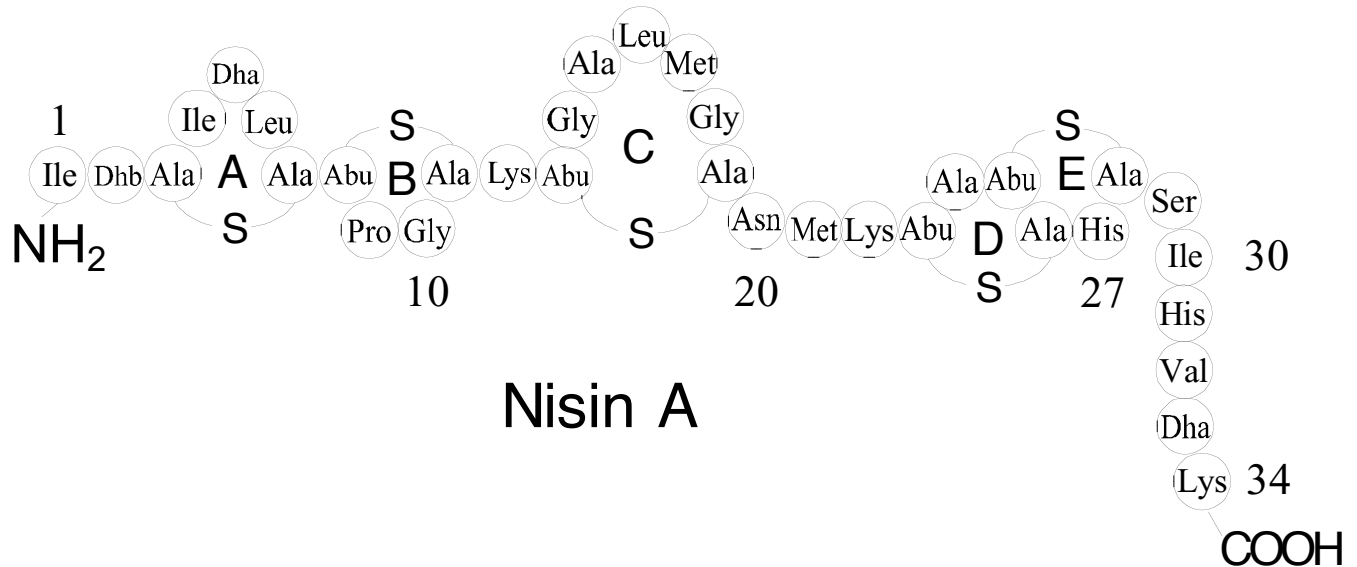 Leu
Ala Met
Dha
Ile Leu
1
Gly Gly
S
S
C
Ile Dhb Ala A Ala Abu B Ala Lys Abu Ala
Ala Abu E Ala
Ser
S
Pro Gly
S
Asn Met Lys Abu D Ala His
NH2
Ile 30
10
20
S
27
His
Val
Nisin A
Dha
Lys 34
COOH